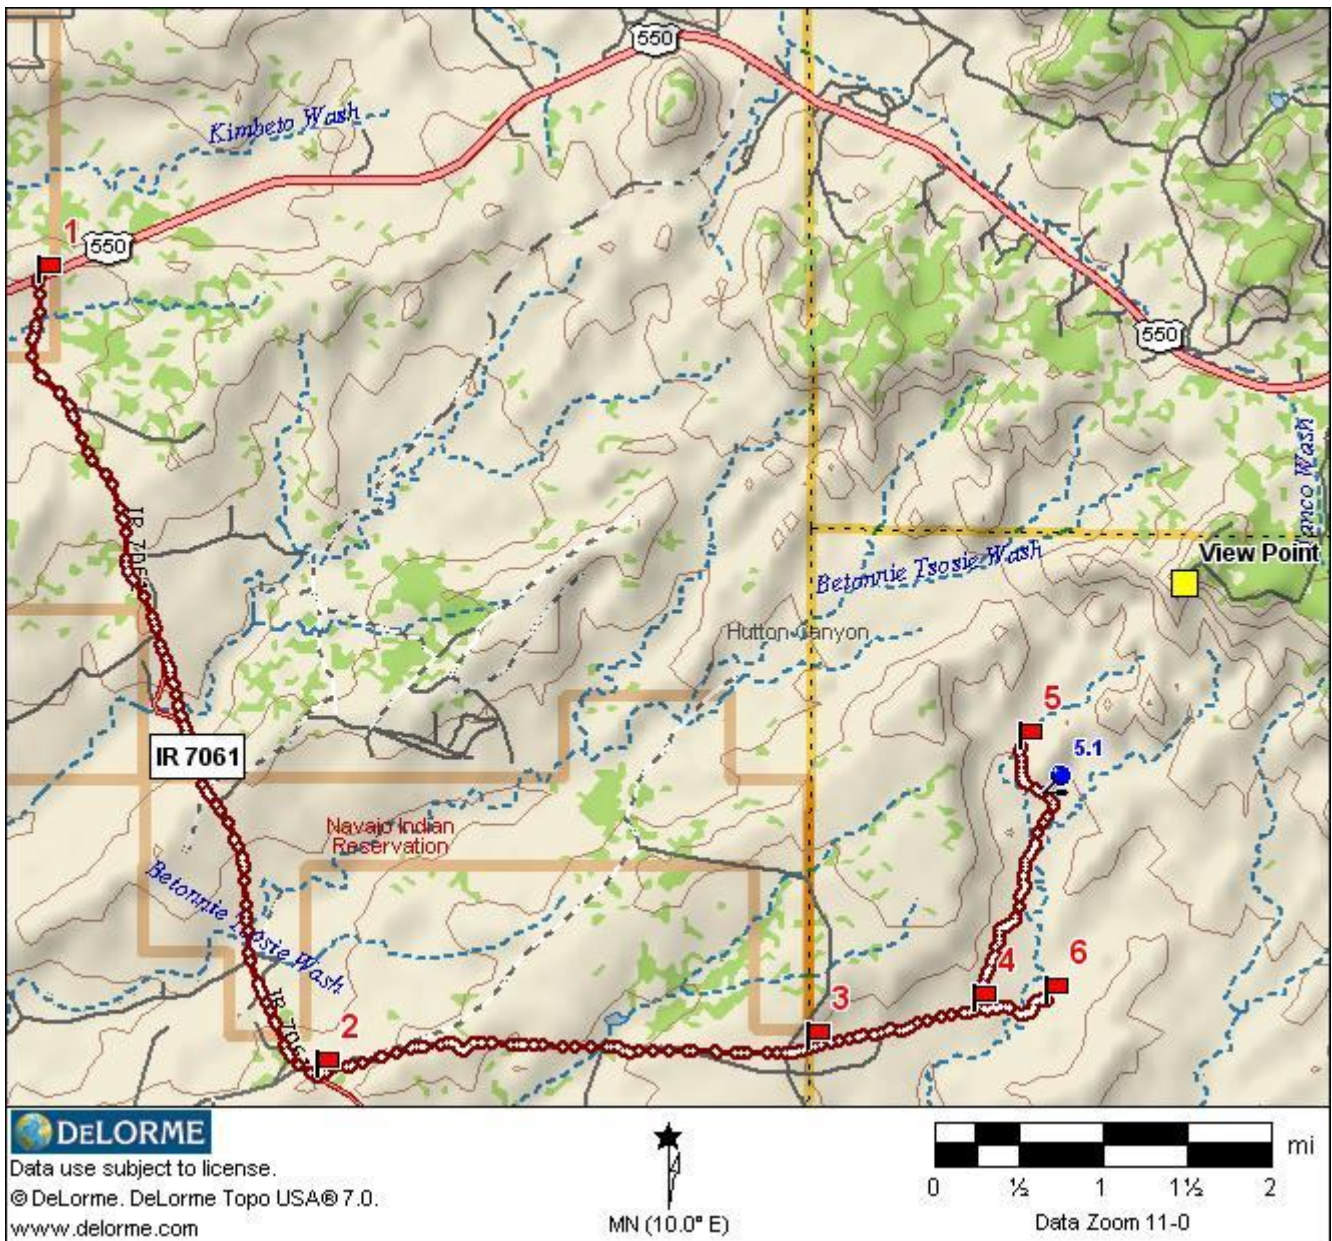 550
Kimbeto Wash
1
550
550
anco Wash
View Point
Betonnie Tsosie Wash
Hutton Canyon
5
5.1
IR 7061
Navajo Indian
Reservation
Betonnie Tsosie Wash
4
6
3
2
DELORME
Data use subject to license.
© DeLorme. DeLorme Topo USA® 7.0.
www.delorme.com
MN (10.0° E)
mi
0 ½ 1 1½ 2
Data Zoom 11-0